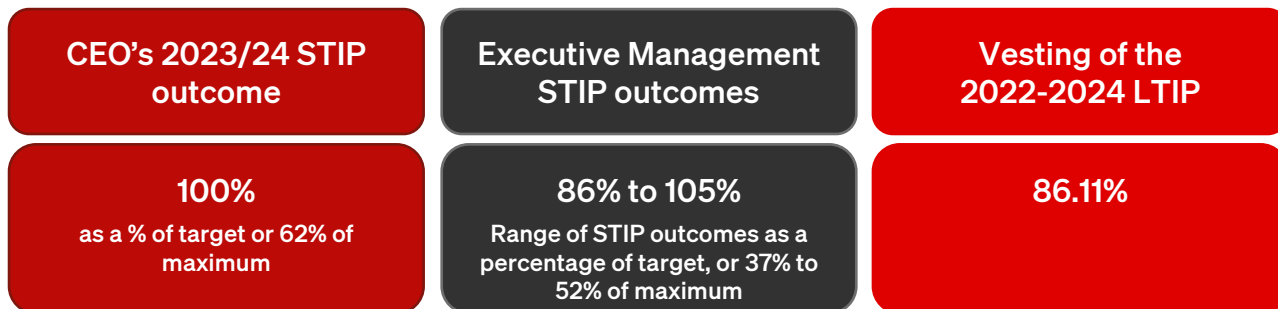 CEO’s 2023/24 STIP
outcome
Executive Management
STIP outcomes
Vesting of the
2022-2024 LTIP
100%
as a % of target or 62% of
maximum
86% to 105%
Range of STIP outcomes as a
percentage of target, or 37% to
52% of maximum
86.11%